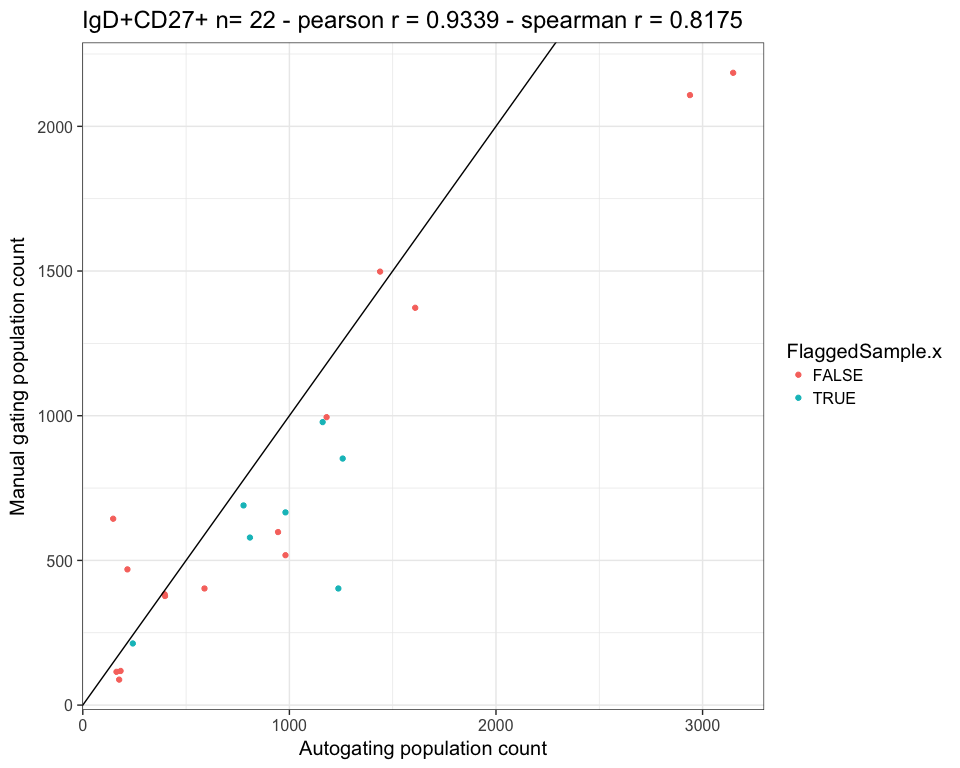 IgD+CD27+ n= 22 - pearson r = 0.9339 - spearman r = 0.8175
Manual gating population count
2000
1500
1000
500
0
0 1000 2000 3000
Autogating population count
FlaggedSample.x
FALSE
TRUE